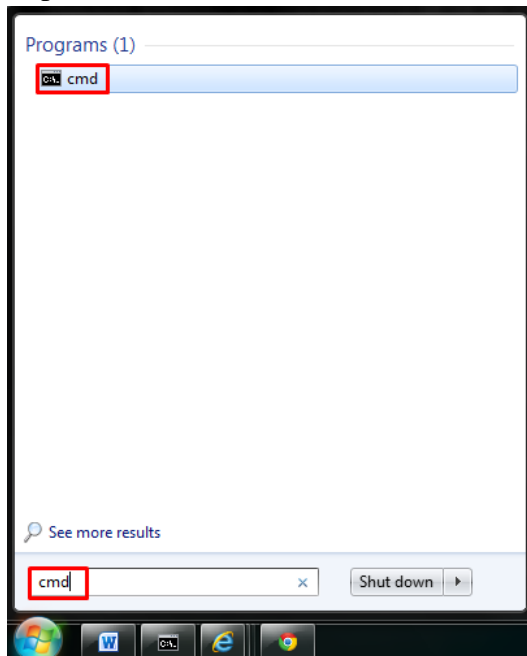 Programs (1)
C:\. cmd
See more results
cmd
Shut down
W
C:\.